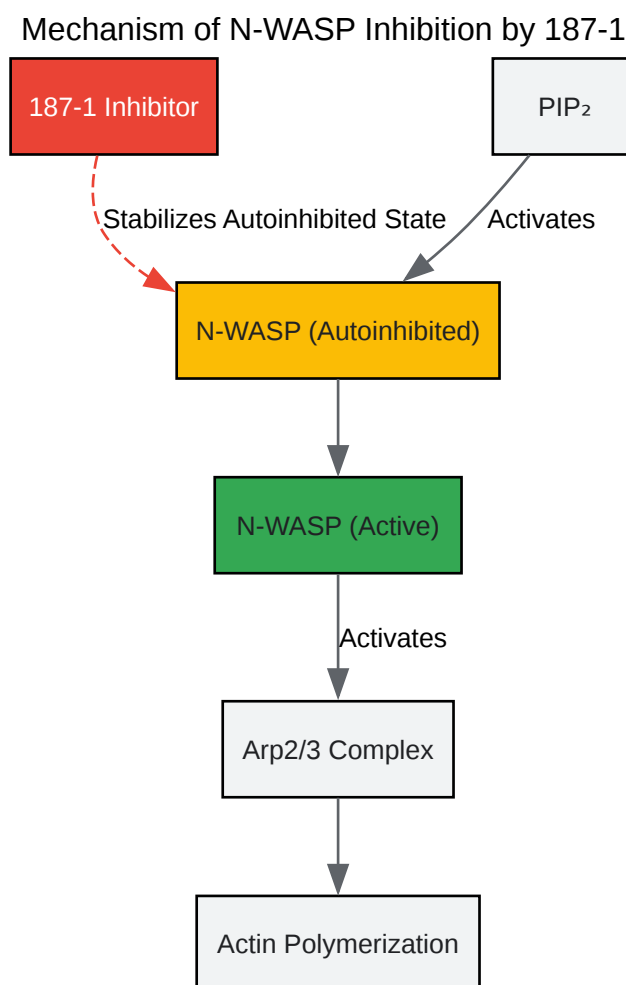 Mechanism of N-WASP Inhibition by 187-1
187-1 Inhibitor
PIP₂
Stabilizes Autoinhibited State
Activates
N-WASP (Autoinhibited)
N-WASP (Active)
Activates
Arp2/3 Complex
Actin Polymerization